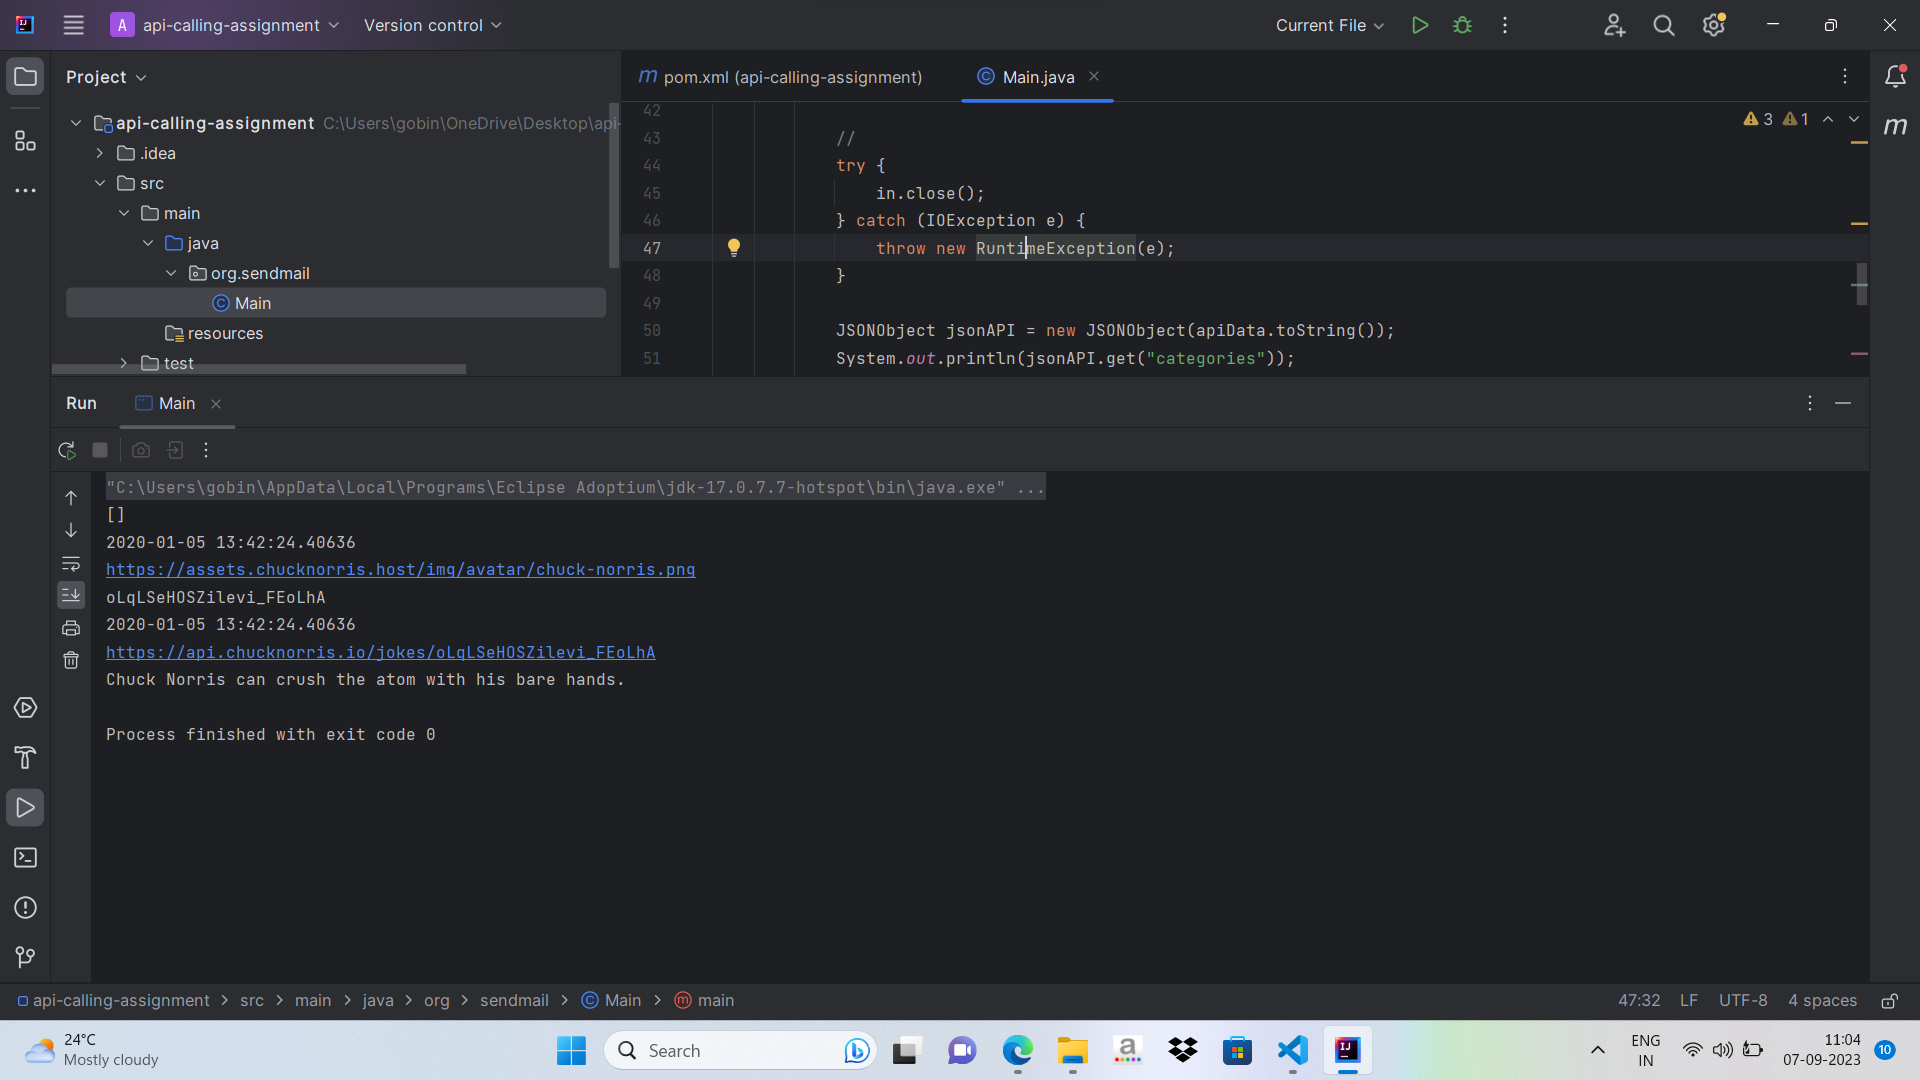 A api-calling-assignment Version control Current File
Project
pom.xml (api-calling-assignment) Main.java
api-calling-assignment C:\Users\gobin\OneDrive\Desktop\api-
.idea
src
main
java
org.sendmail
Main
resources
test
3 1
42
43 //
44 try {
45 in.close();
46 } catch (IOException e) {
47 throw new RuntimeException(e);
48 }
49
50 JSONObject jsonAPI = new JSONObject(apiData.toString());
51 System.out.println(jsonAPI.get("categories"));
Run Main
"C:\Users\gobin\AppData\Local\Programs\Eclipse Adoptium\jdk-17.0.7.7-hotspot\bin\java.exe" ...
[]
2020-01-05 13:42:24.40636
https://assets.chucknorris.host/img/avatar/chuck-norris.png
oLqLSeHOSZilevi_FEoLhA
2020-01-05 13:42:24.40636
https://api.chucknorris.io/jokes/oLqLSeHOSZilevi_FEoLhA
Chuck Norris can crush the atom with his bare hands.
Process finished with exit code 0
api-calling-assignment > src > main > java > org > sendmail > Main > main 47:32 LF UTF-8 4 spaces
24°C
Mostly cloudy
Search
ENG
IN
11:04
07-09-2023
10